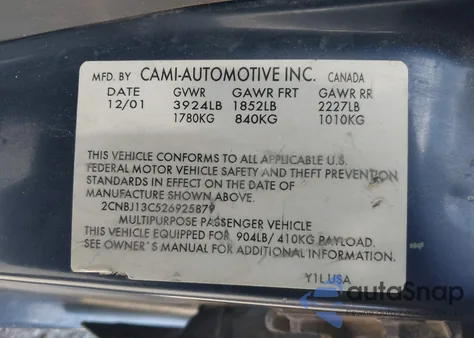 MFD. BY CAMI-AUTOMOTIVE INC. CANADA
DATE GVWR GAWR FRT GAWR RR
12/01 3924LB 1852LB 2227LB
1780KG 840KG 1010KG
THIS VEHICLE CONFORMS TO ALL APPLICABLE U.S.
FEDERAL MOTOR VEHICLE SAFETY AND THEFT PREVENTION
STANDARDS IN EFFECT ON THE DATE OF
MANUFACTURE SHOWN ABOVE.
2CNBJ13C526925879
MULTIPURPOSE PASSENGER VEHICLE
THIS VEHICLE EQUIPPED FOR 904LB/410KG PAYLOAD.
SEE OWNER'S MANUAL FOR ADDITIONAL INFORMATION.
Y1L USA
autoSnap